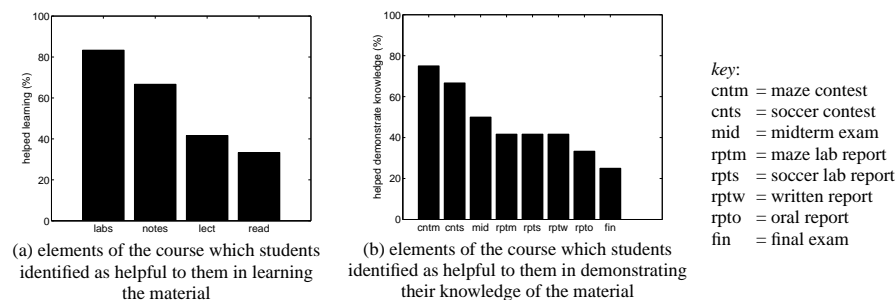 100
80
60
40
20
0
helped learning (%)
labs notes lect read
(a) elements of the course which students
identified as helpful to them in learning
the material
100
80
60
40
20
0
helped demonstrate knowledge (%)
cntm cnts mid rptm rpts rptw rpto fin
(b) elements of the course which students
identified as helpful to them in demonstrating
their knowledge of the material
key:
cntm = maze contest
cnts = soccer contest
mid = midterm exam
rptm = maze lab report
rpts = soccer lab report
rptw = written report
rpto = oral report
fin = final exam